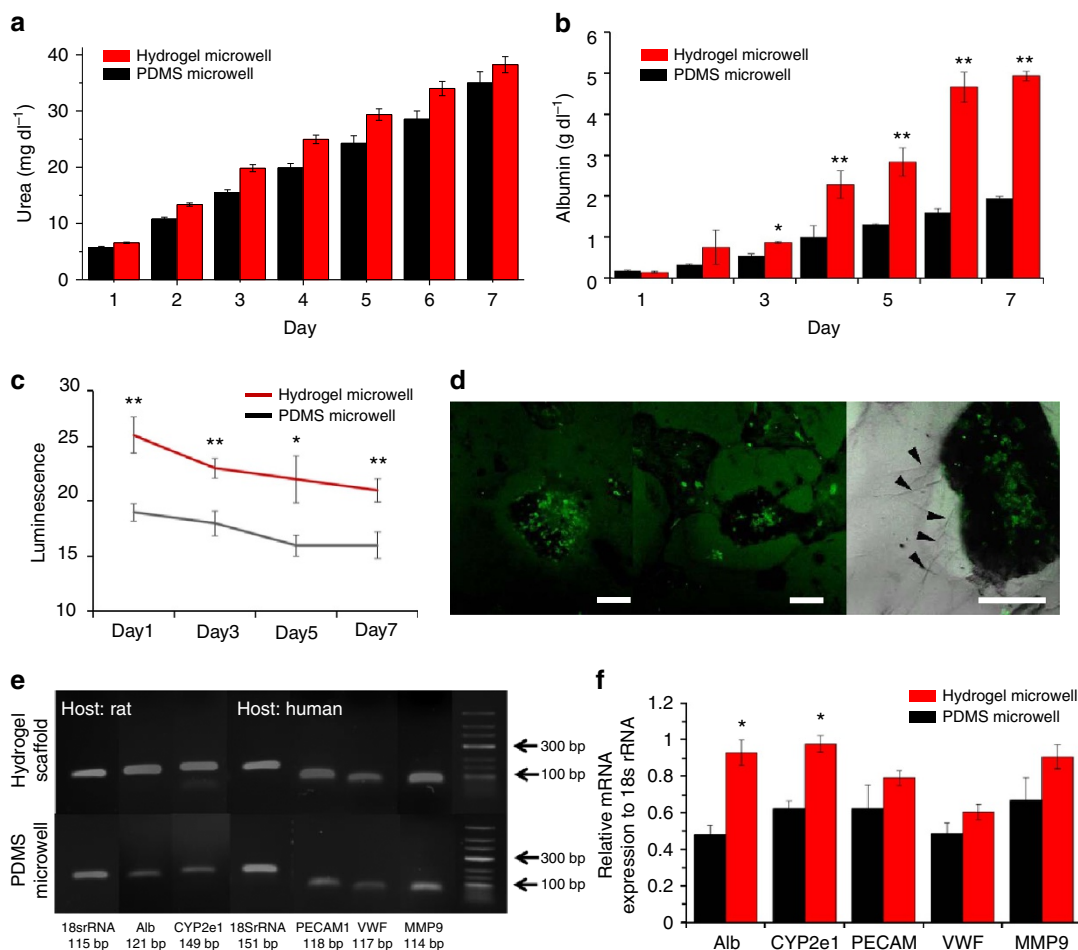 a
Hydrogel microwell
PDMS microwell
Urea (mg dl⁻¹)
40
30
20
10
0
1 2 3 4 5 6 7
Day
b
Hydrogel microwell
PDMS microwell
Albumin (g dl⁻¹)
6
5
4
3
2
1
0
* ** ** ** **
1 3 5 7
Day
c
Hydrogel microwell
PDMS microwell
Luminescence
30
25
20
15
10
** ** * **
Day1 Day3 Day5 Day7
d
e
Host: rat Host: human
Hydrogel
scaffold
300 bp
100 bp
PDMS
microwell
300 bp
100 bp
18srRNA Alb CYP2e1 18SrRNA PECAM1 VWF MMP9
115 bp 121 bp 149 bp 151 bp 118 bp 117 bp 114 bp
f
Hydrogel microwell
PDMS microwell
Relative mRNA
expression to 18s rRNA
1.2
1
0.8
0.6
0.4
0.2
0
* *
Alb CYP2e1 PECAM VWF MMP9